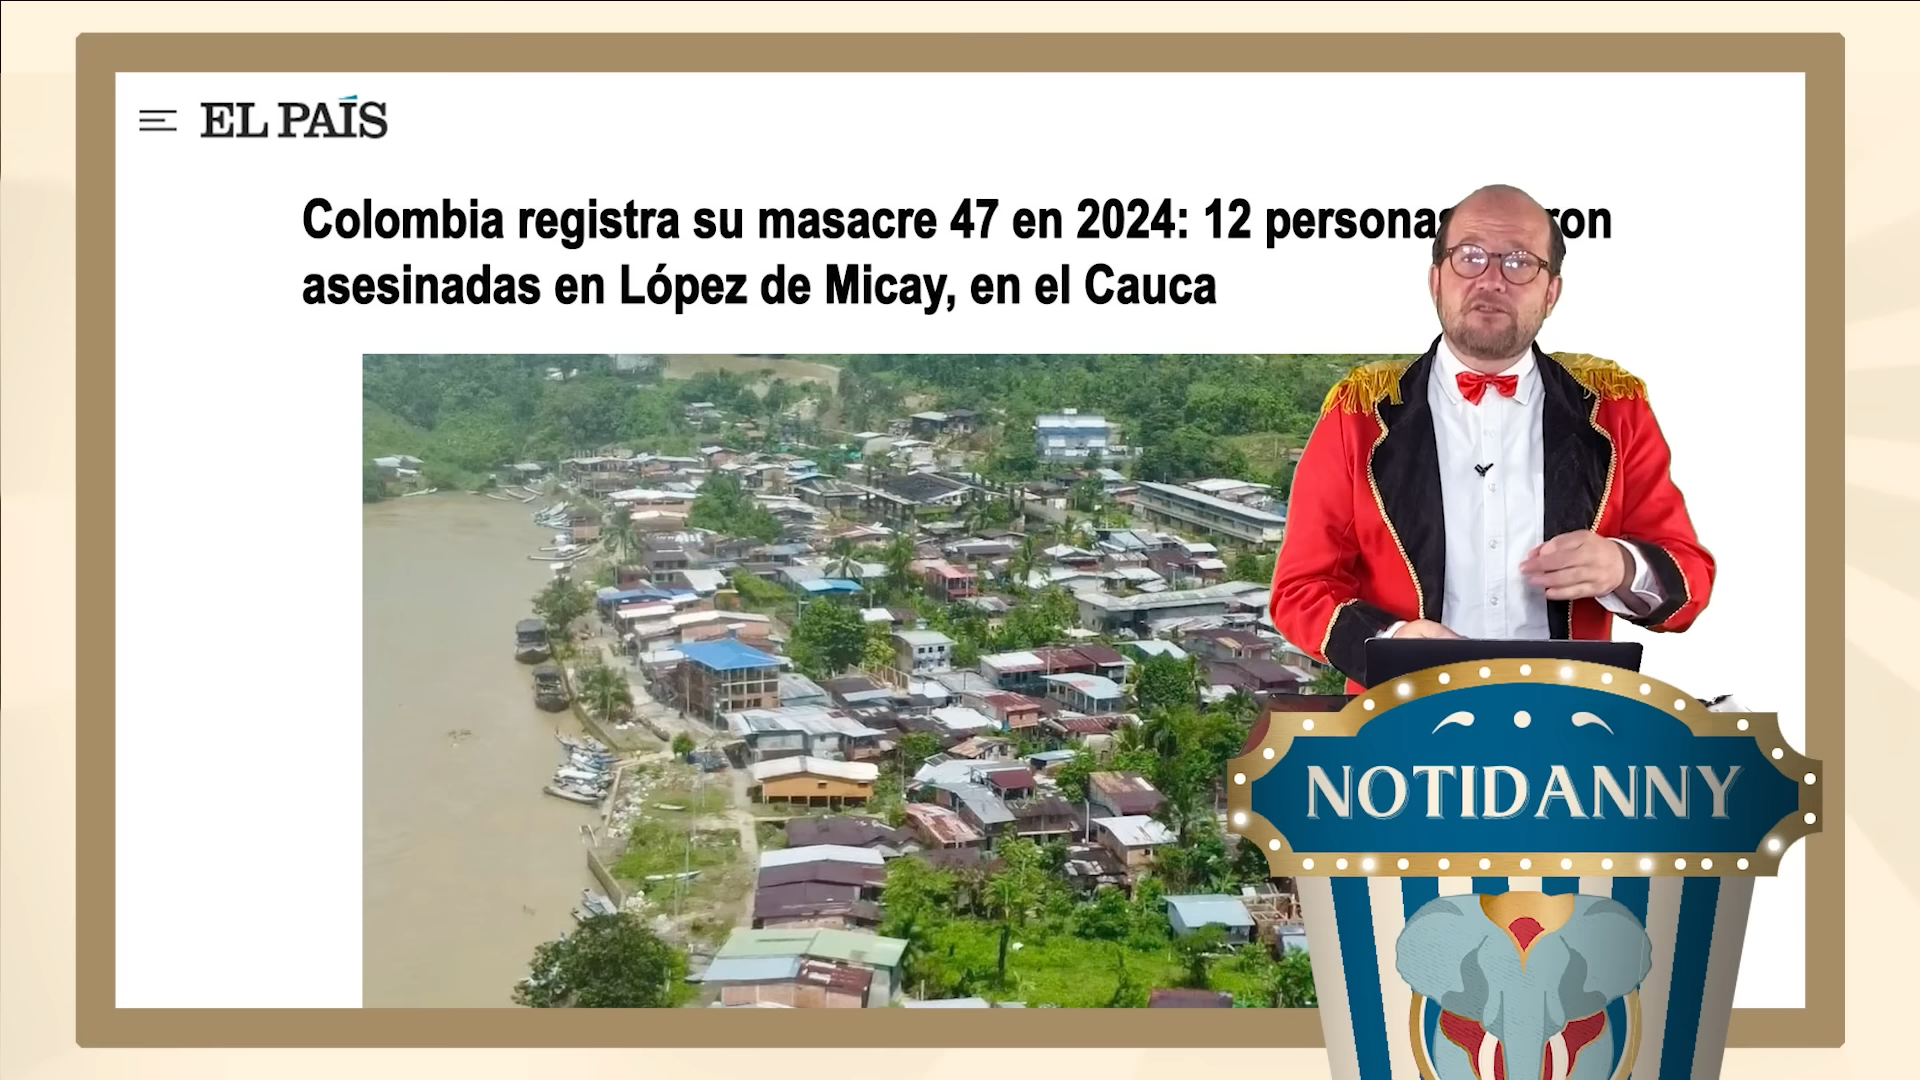 EL PAÍS
Colombia registra su masacre 47 en 2024: 12 personas ron
asesinadas en López de Micay, en el Cauca
NOTIDANNY